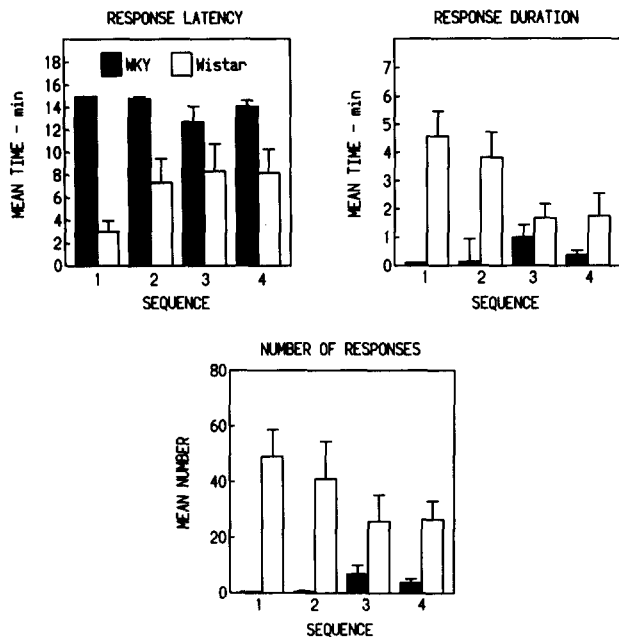 RESPONSE LATENCY
MEAN TIME - min
18
16
14
12
10
8
6
4
2
0
WKY
Wistar
1 2 3 4
SEQUENCE
RESPONSE DURATION
MEAN TIME - min
7
6
5
4
3
2
1
0
1 2 3 4
SEQUENCE
NUMBER OF RESPONSES
MEAN NUMBER
80
60
40
20
0
1 2 3 4
SEQUENCE